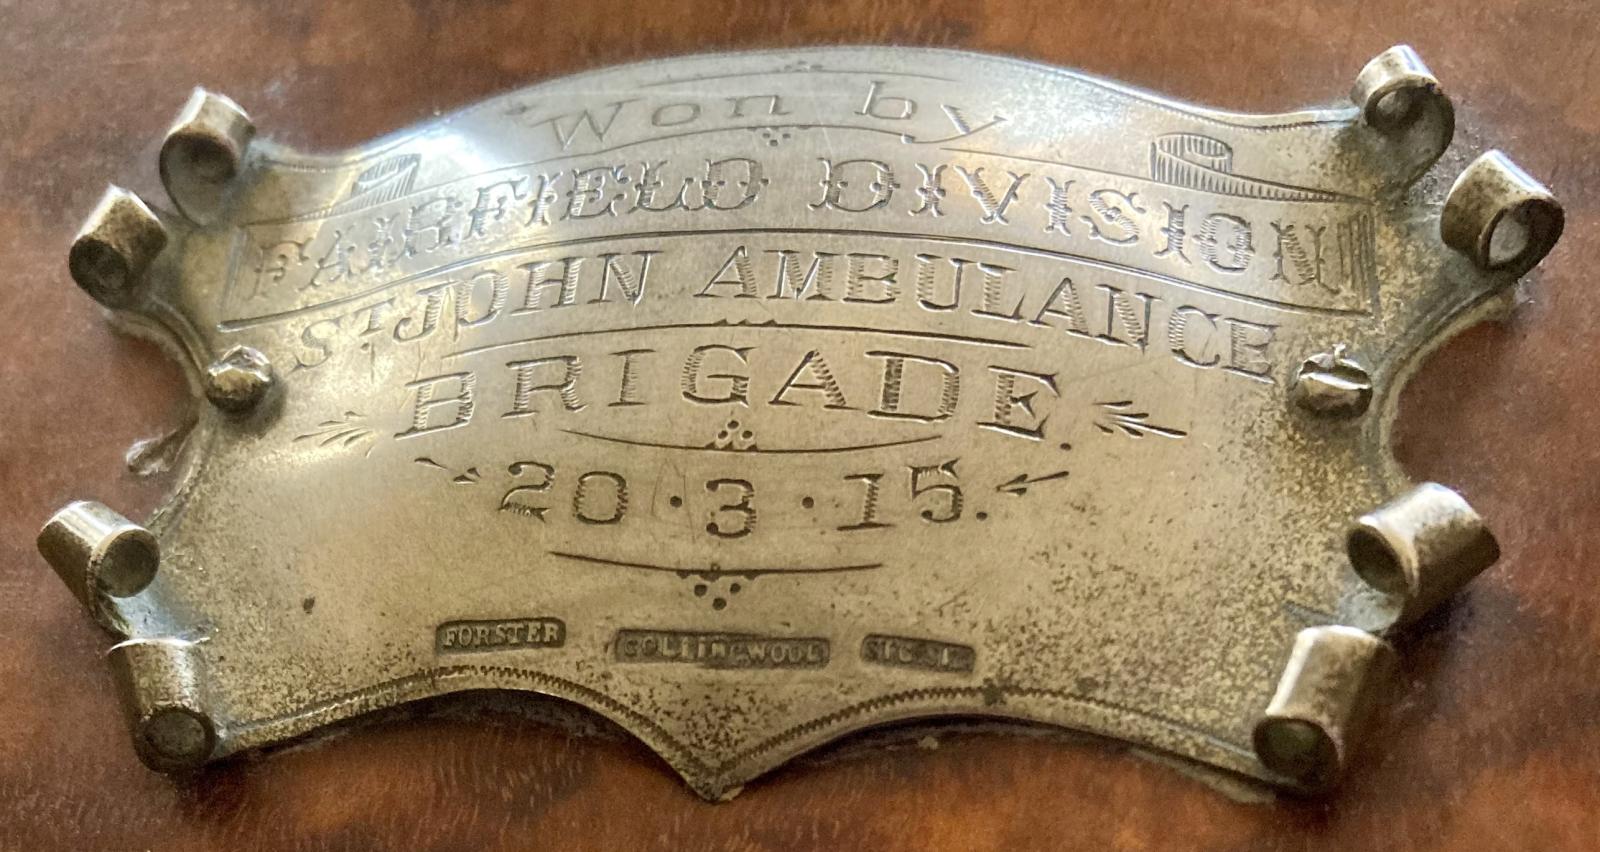 Won by
FAIRFIELD DIVISION
ST JOHN AMBULANCE
BRIGADE.
20·3·15.
FORSTER COLLINGWOOD